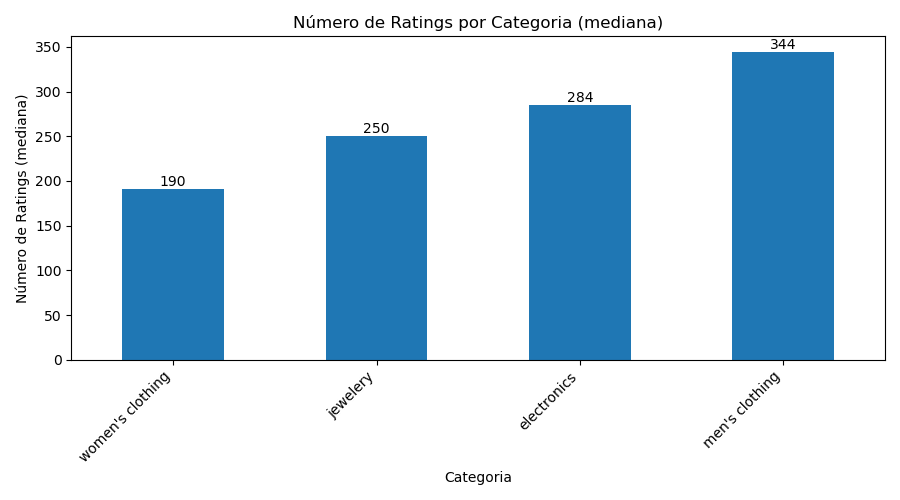 Número de Ratings por Categoria (mediana)
Número de Ratings (mediana)
350
300
250
200
150
100
50
0
190
250
284
344
women's clothing
jewelery
electronics
men's clothing
Categoria